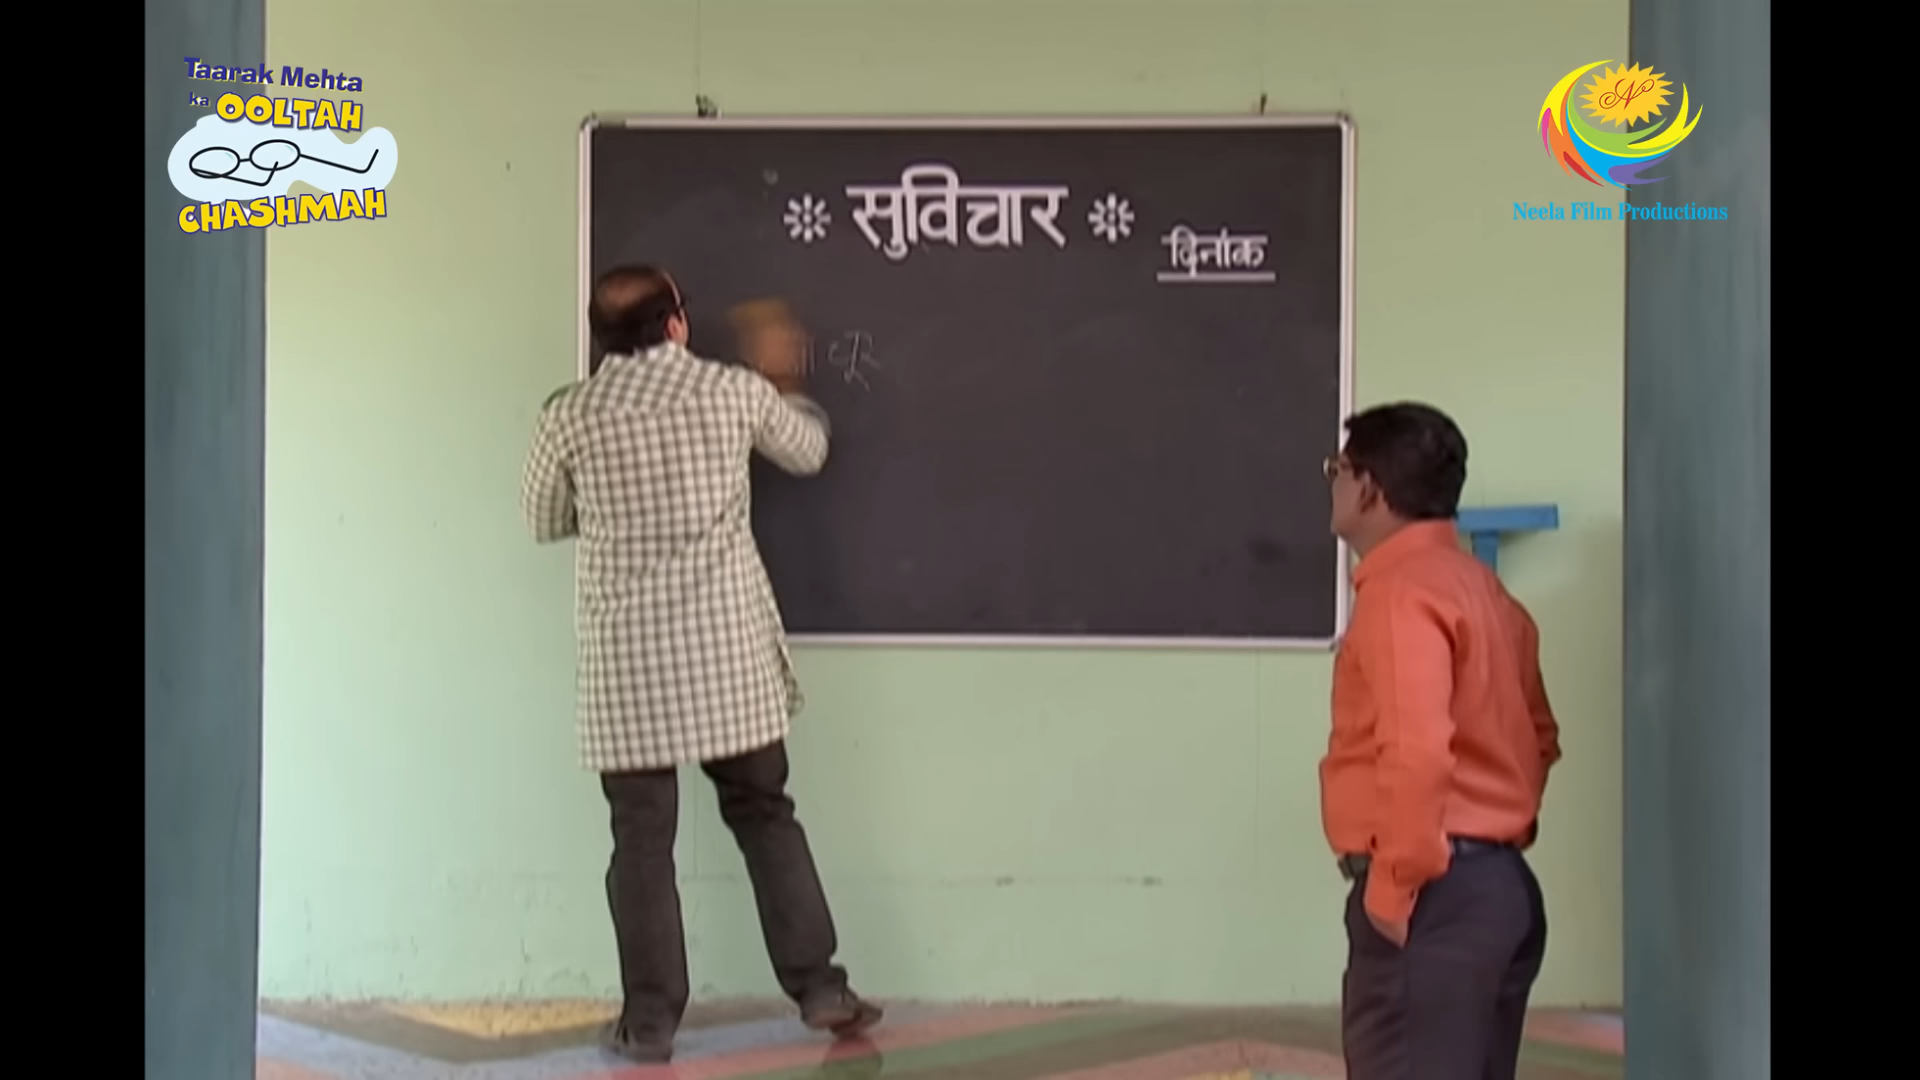 Taarak Mehta
ka OOLTAH
CHASHMAH
Neela Film Productions
❊ सुविचार ❊
दिनांक